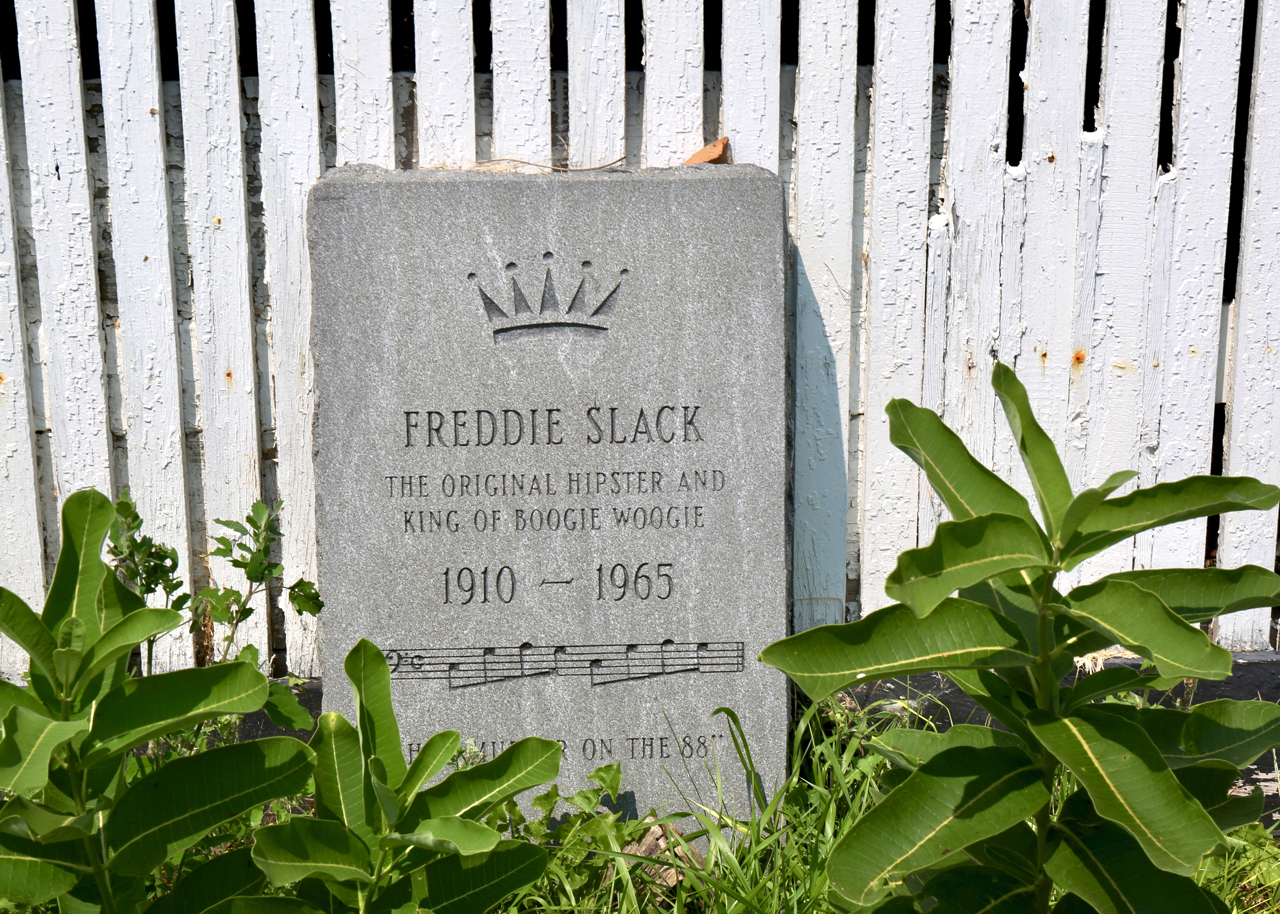 FREDDIE SLACK
THE ORIGINAL HIPSTER AND
KING OF BOOGIE WOOGIE
1910 — 1965
ON THE 88"